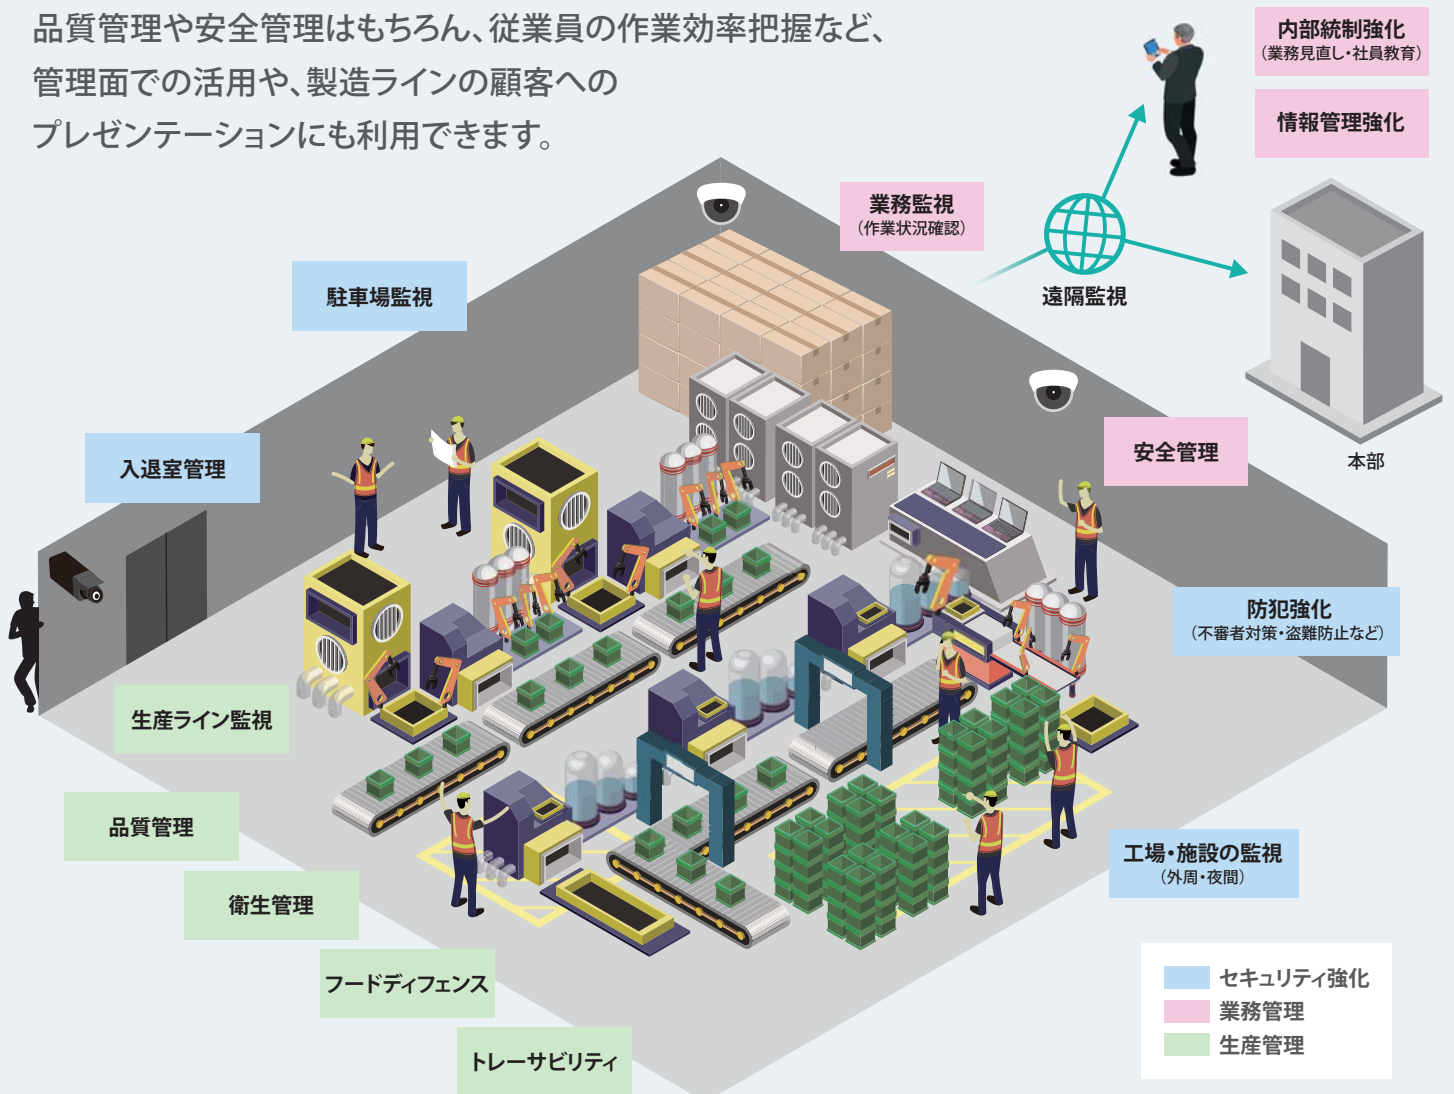 品質管理や安全管理はもちろん、従業員の作業効率把握など、
管理面での活用や、製造ラインの顧客への
プレゼンテーションにも利用できます。
内部統制強化
（業務見直し・社員教育）
情報管理強化
業務監視
（作業状況確認）
遠隔監視
駐車場監視
本部
安全管理
入退室管理
防犯強化
（不審者対策・盗難防止など）
生産ライン監視
品質管理
工場・施設の監視
（外周・夜間）
衛生管理
フードディフェンス
トレーサビリティ
セキュリティ強化
業務管理
生産管理